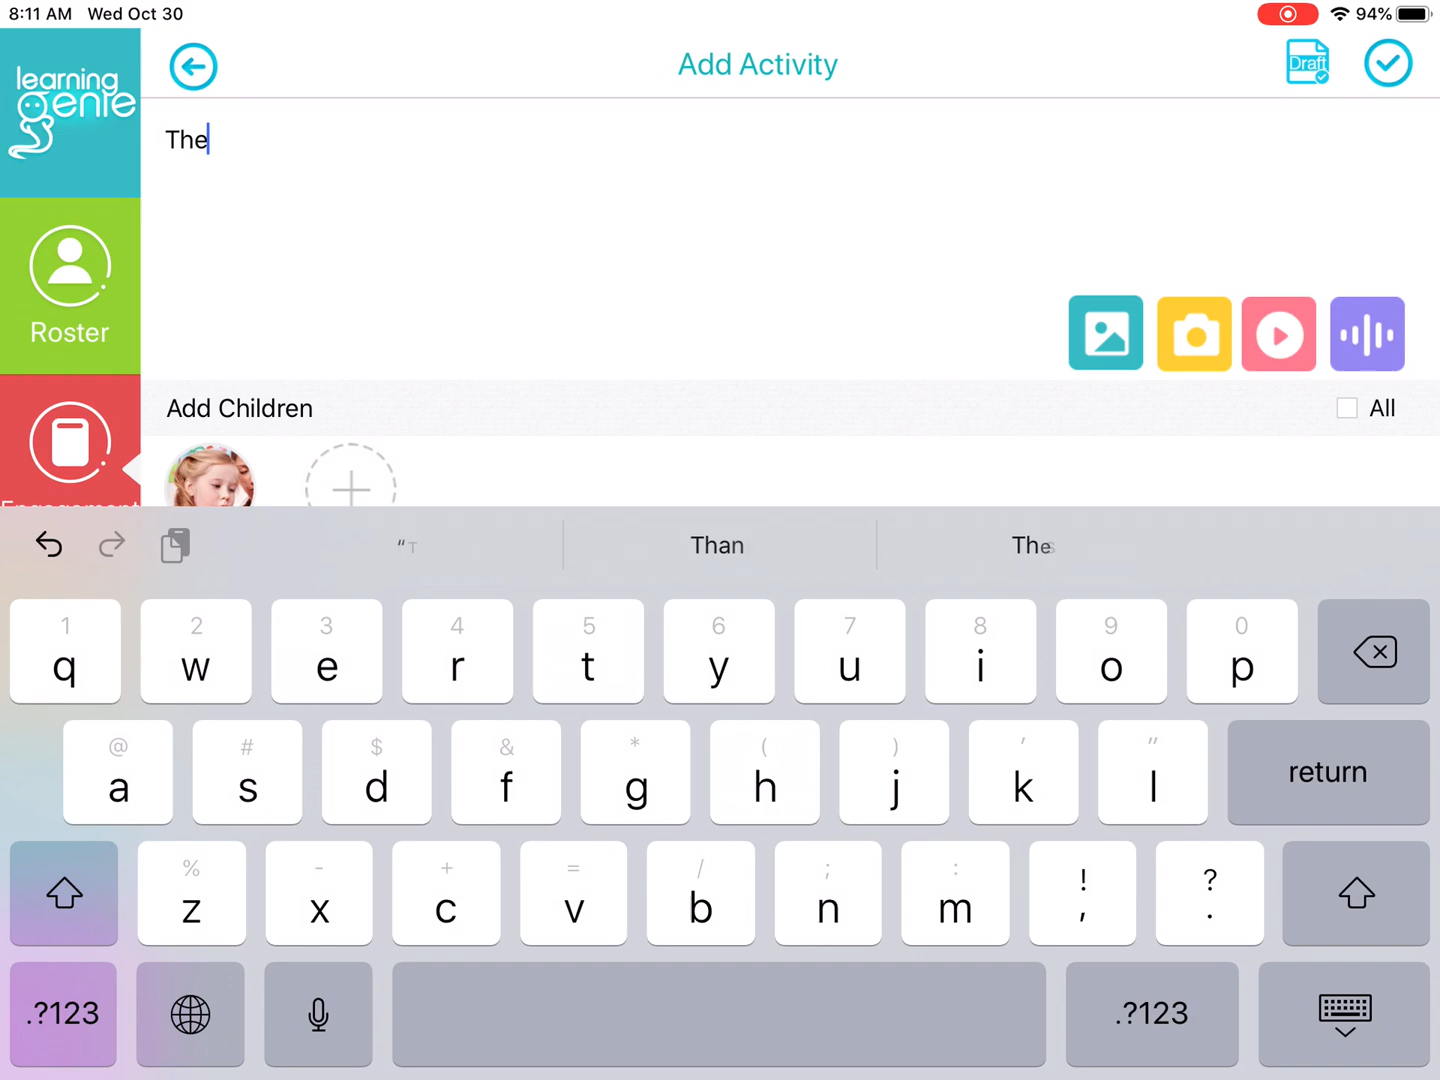 8:11 AM Wed Oct 30
94%
learning
genie
Add Activity
Draft
The
Roster
Add Children
All
Engagement
“T
Than
The
1 2 3 4 5 6 7 8 9 0
q w e r t y u i o p
@ # $ & * ( ) ' "
a s d f g h j k l
return
% - + = / ; : ! ?
z x c v b n m , .
.?123
.?123